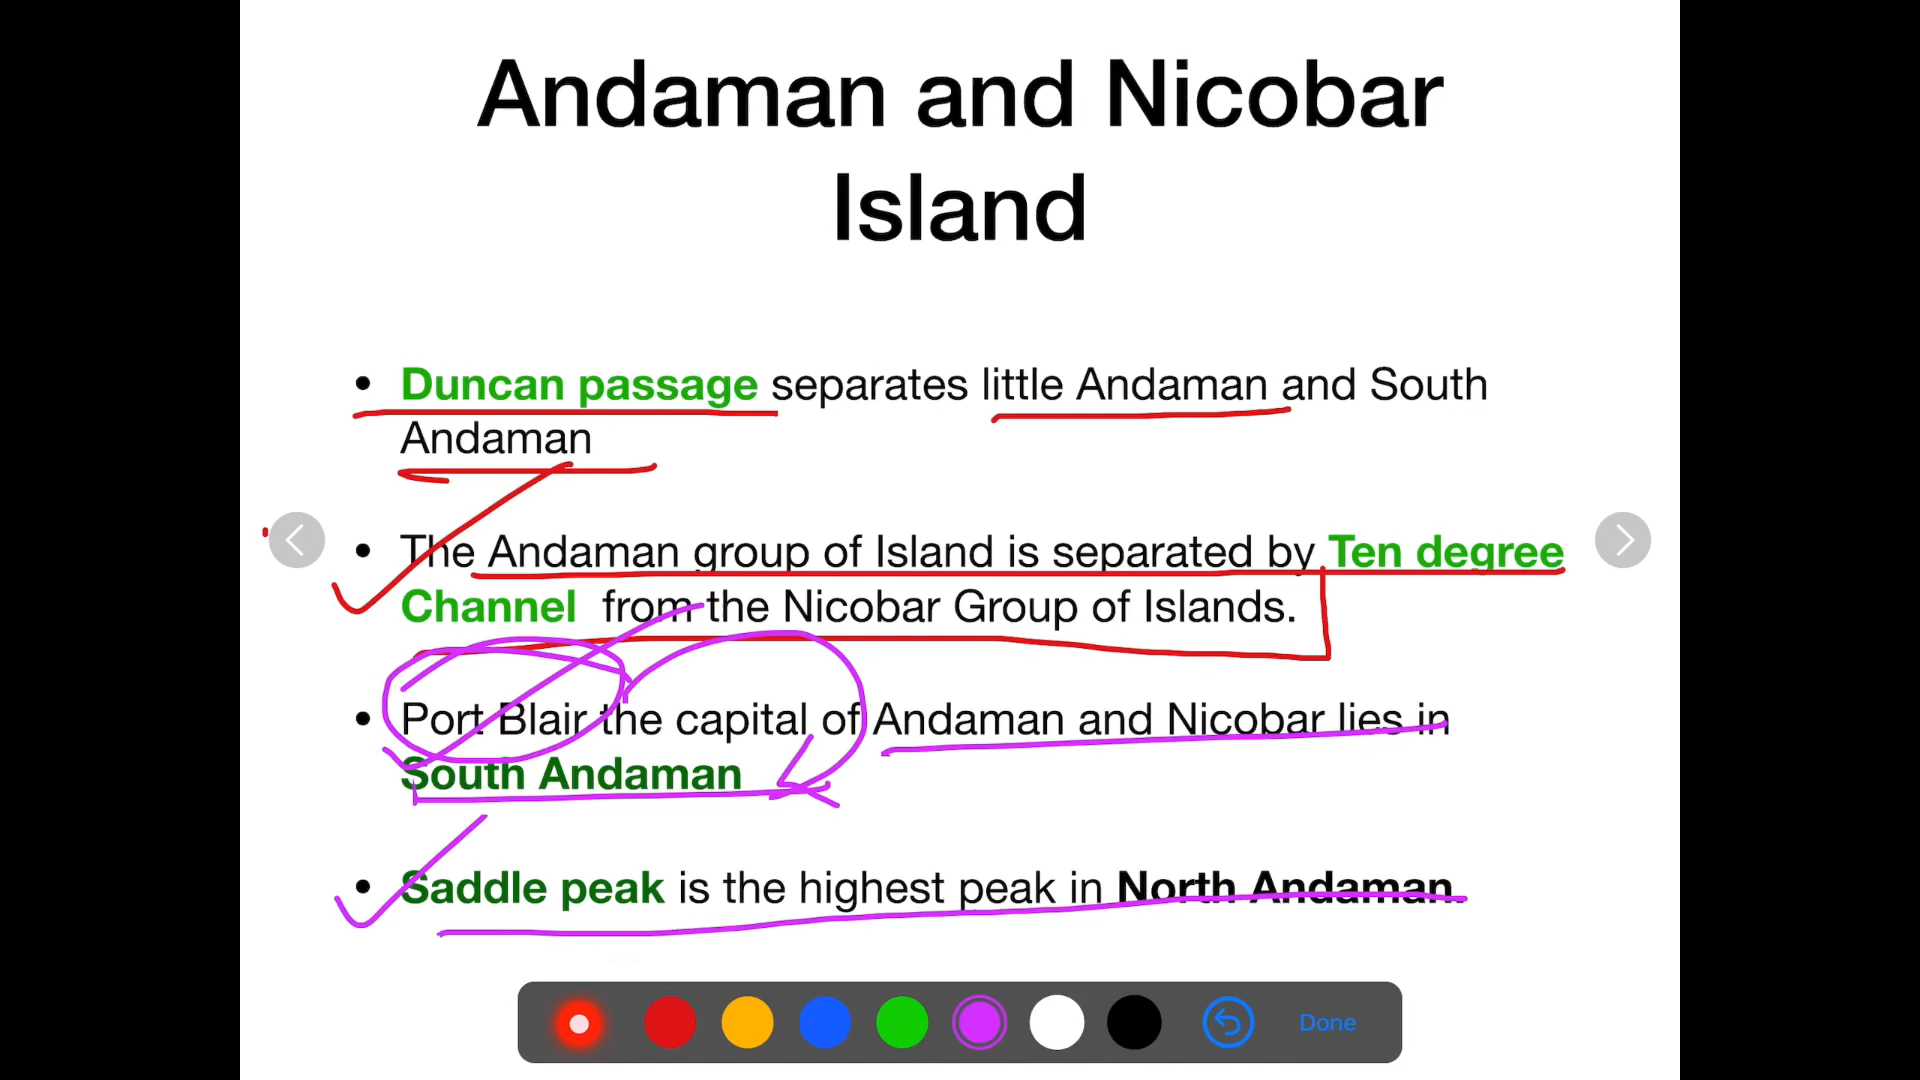 Andaman and Nicobar
Island
• Duncan passage separates little Andaman and South
Andaman
• The Andaman group of Island is separated by Ten degree
Channel from the Nicobar Group of Islands.
• Port Blair the capital of Andaman and Nicobar lies in
South Andaman
• Saddle peak is the highest peak in North Andaman.
Done